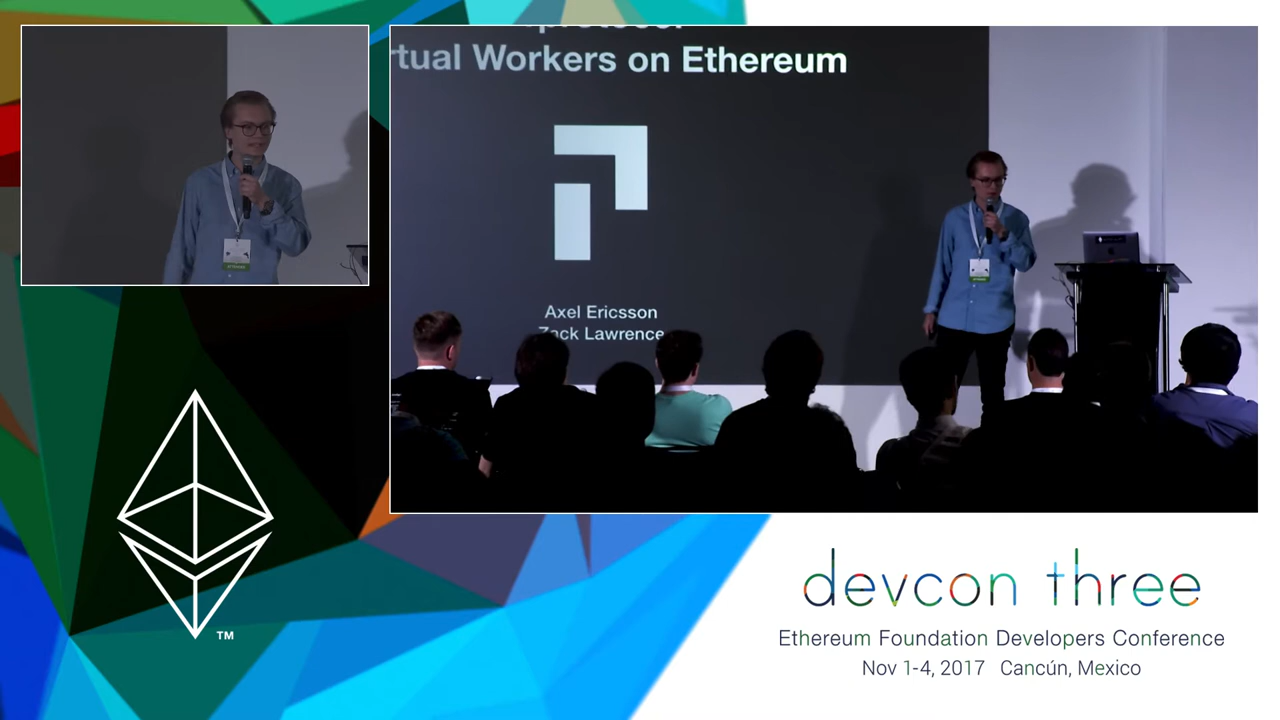 rtual Workers on Ethereum
Axel Ericsson
Zack Lawrence
TM
devcon three
Ethereum Foundation Developers Conference
Nov 1-4, 2017 Cancún, Mexico